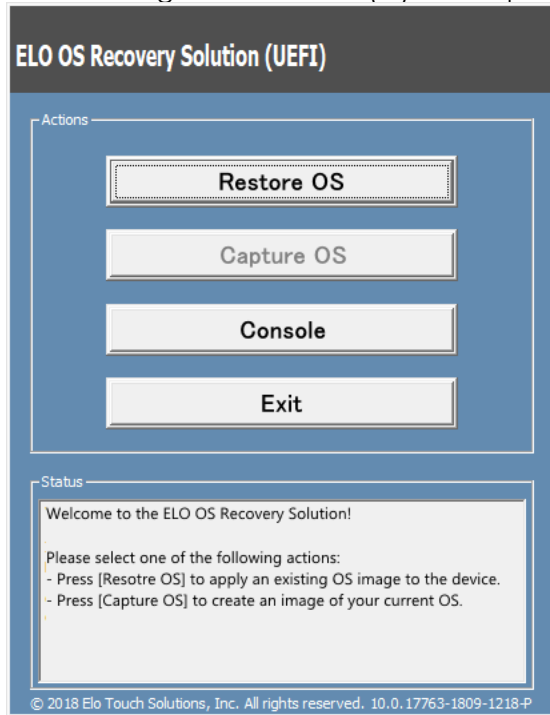 ELO OS Recovery Solution (UEFI)
Actions
Restore OS
Capture OS
Console
Exit
Status
Welcome to the ELO OS Recovery Solution!
Please select one of the following actions:
- Press [Resotre OS] to apply an existing OS image to the device.
- Press [Capture OS] to create an image of your current OS.
© 2018 Elo Touch Solutions, Inc. All rights reserved. 10.0.17763-1809-1218-P